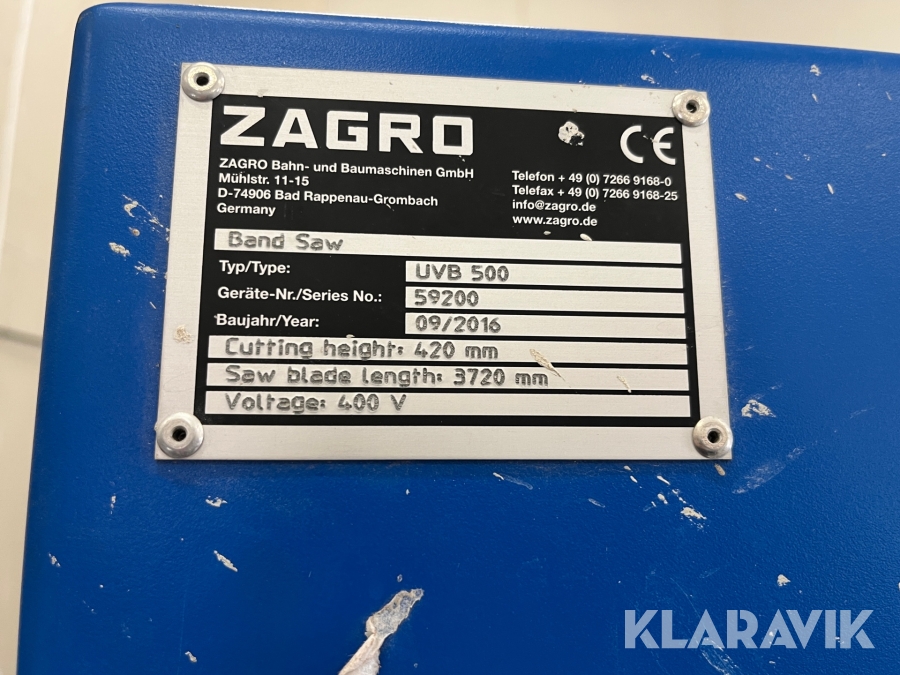 ZAGRO
CE
ZAGRO Bahn- und Baumaschinen GmbH
Mühlstr. 11-15
D-74906 Bad Rappenau-Grombach
Germany
Telefon + 49 (0) 7266 9168-0
Telefax + 49 (0) 7266 9168-25
info@zagro.de
www.zagro.de
Band Saw
Typ/Type: UVB 500
Geräte-Nr./Series No.: 59200
Baujahr/Year: 09/2016
Cutting height: 420 mm
Saw blade length: 3720 mm
Voltage: 400 V
KLARAVIK